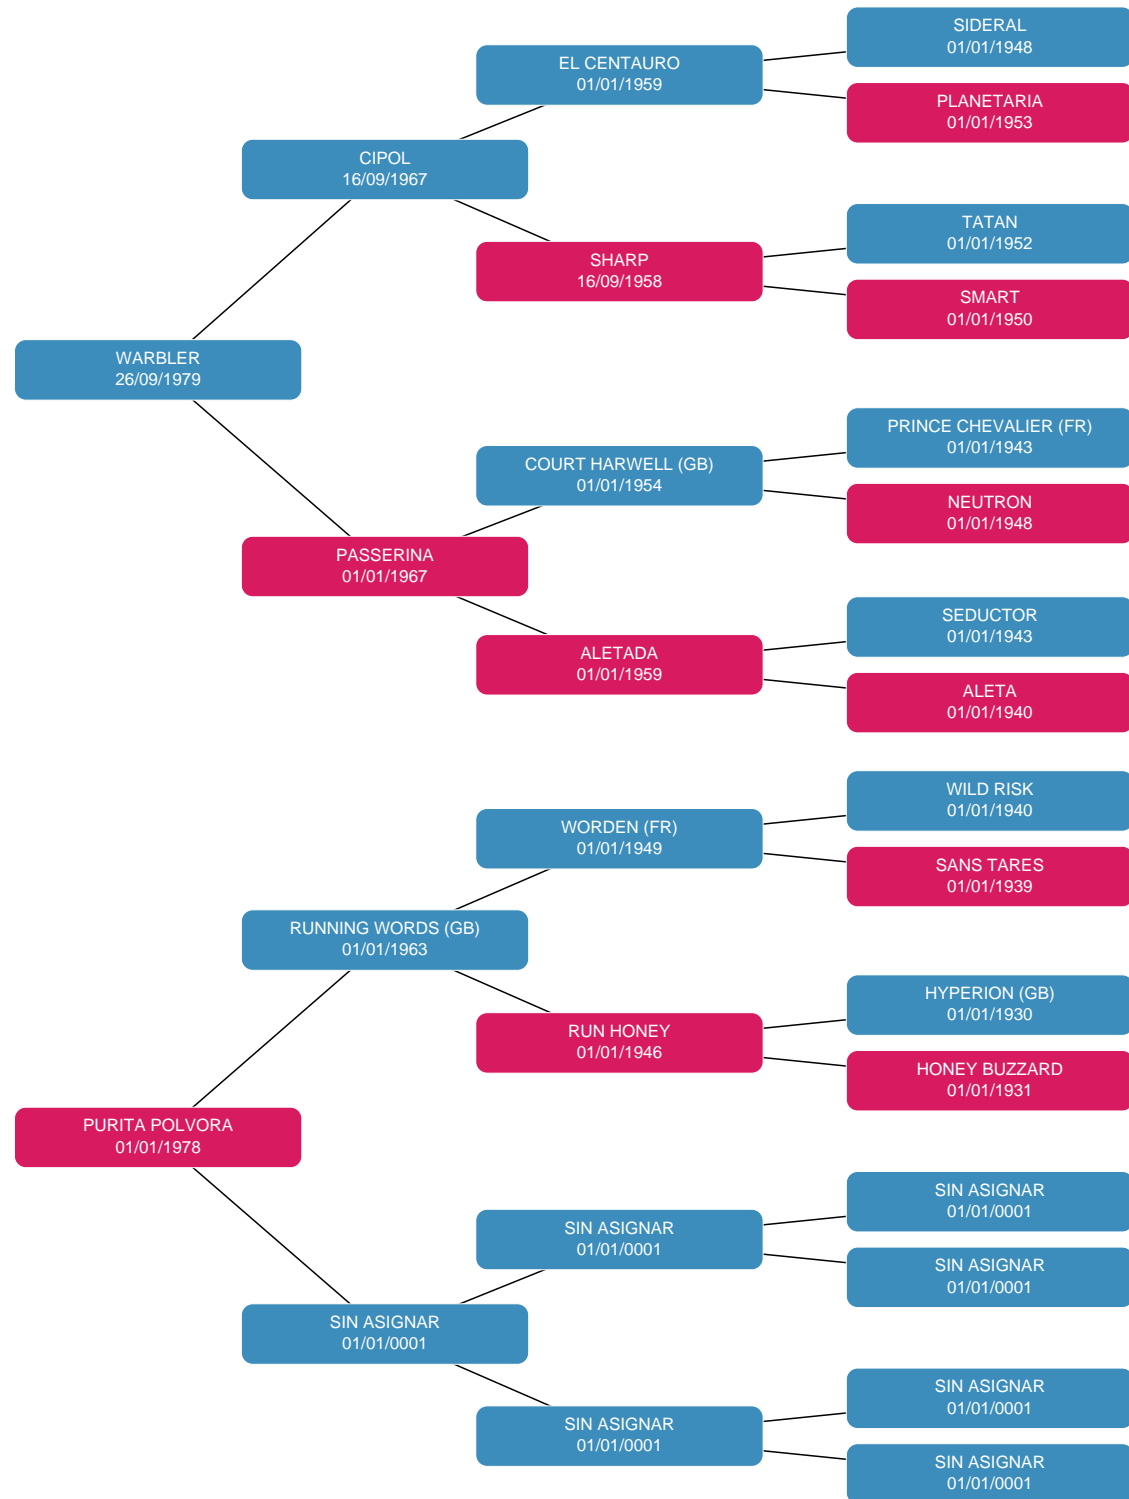 SIDERAL
01/01/1948
EL CENTAURO
01/01/1959
PLANETARIA
01/01/1953
CIPOL
16/09/1967
TATAN
01/01/1952
SHARP
16/09/1958
SMART
01/01/1950
WARBLER
26/09/1979
PRINCE CHEVALIER (FR)
01/01/1943
COURT HARWELL (GB)
01/01/1954
NEUTRON
01/01/1948
PASSERINA
01/01/1967
SEDUCTOR
01/01/1943
ALETADA
01/01/1959
ALETA
01/01/1940
WILD RISK
01/01/1940
WORDEN (FR)
01/01/1949
SANS TARES
01/01/1939
RUNNING WORDS (GB)
01/01/1963
HYPERION (GB)
01/01/1930
RUN HONEY
01/01/1946
HONEY BUZZARD
01/01/1931
PURITA POLVORA
01/01/1978
SIN ASIGNAR
01/01/0001
SIN ASIGNAR
01/01/0001
SIN ASIGNAR
01/01/0001
SIN ASIGNAR
01/01/0001
SIN ASIGNAR
01/01/0001
SIN ASIGNAR
01/01/0001
SIN ASIGNAR
01/01/0001